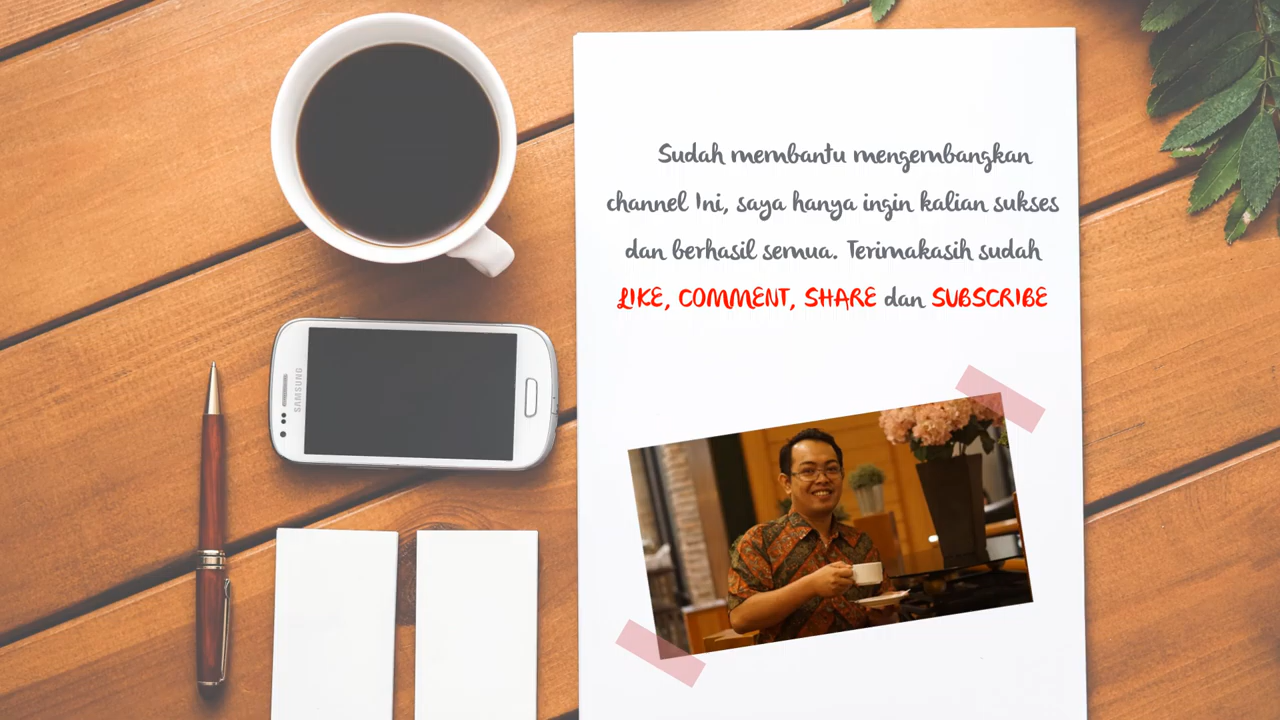 Sudah membantu mengembangkan
channel Ini, saya hanya ingin kalian sukses
dan berhasil semua. Terimakasih sudah
LIKE, COMMENT, SHARE dan SUBSCRIBE
SAMSUNG